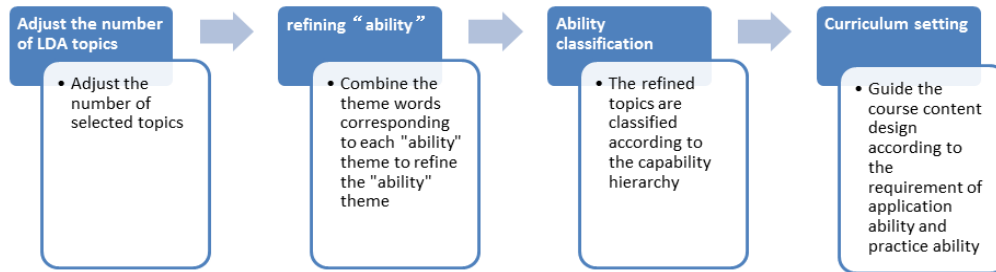 Adjust the number
of LDA topics
• Adjust the
number of
selected topics
refining “ability”
• Combine the
theme words
corresponding
to each "ability"
theme to refine
the "ability"
theme
Ability
classification
• The refined
topics are
classified
according to
the capability
hierarchy
Curriculum setting
• Guide the
course content
design
according to
the
requirement of
application
ability and
practice ability